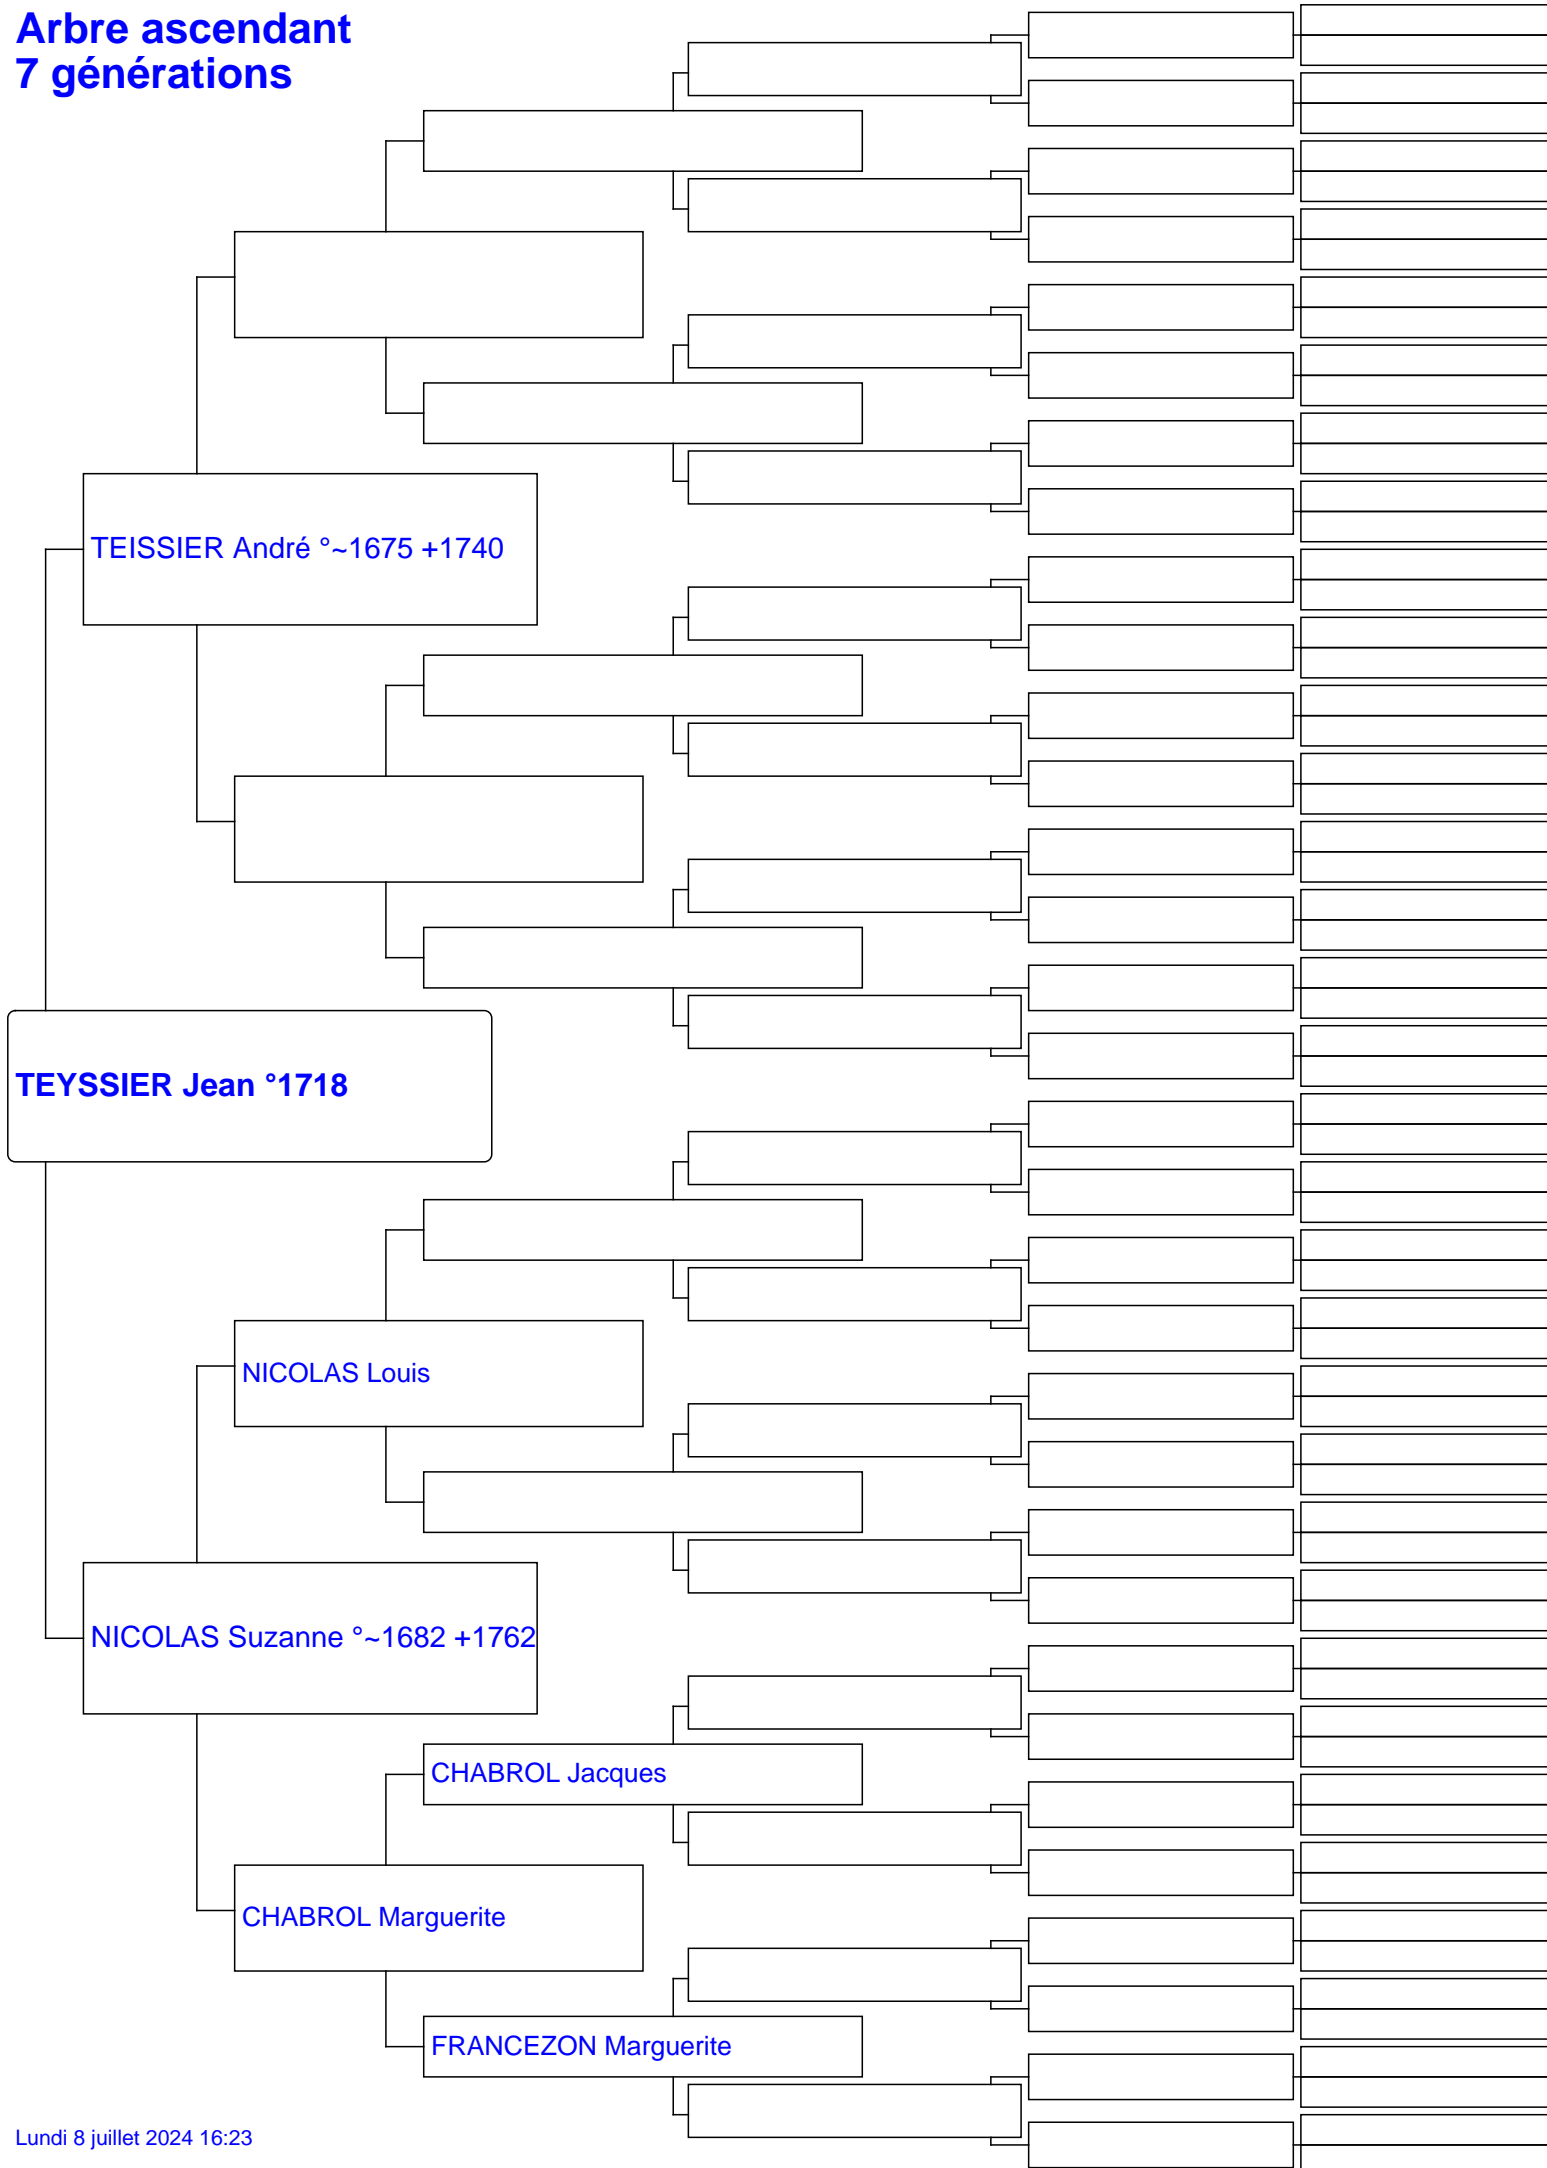 Arbre ascendant
7 générations
TEISSIER André °~1675 +1740
TEYSSIER Jean °1718
NICOLAS Louis
NICOLAS Suzanne °~1682 +1762
CHABROL Jacques
CHABROL Marguerite
FRANCEZON Marguerite
Lundi 8 juillet 2024 16:23